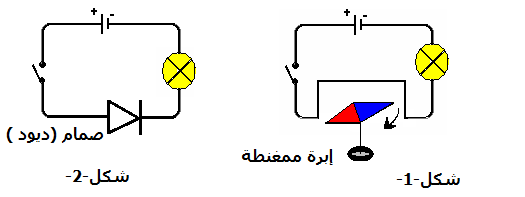 + -
+ -
صمام (ديود )
إبرة ممغنطة
شكل-2-
شكل-1-